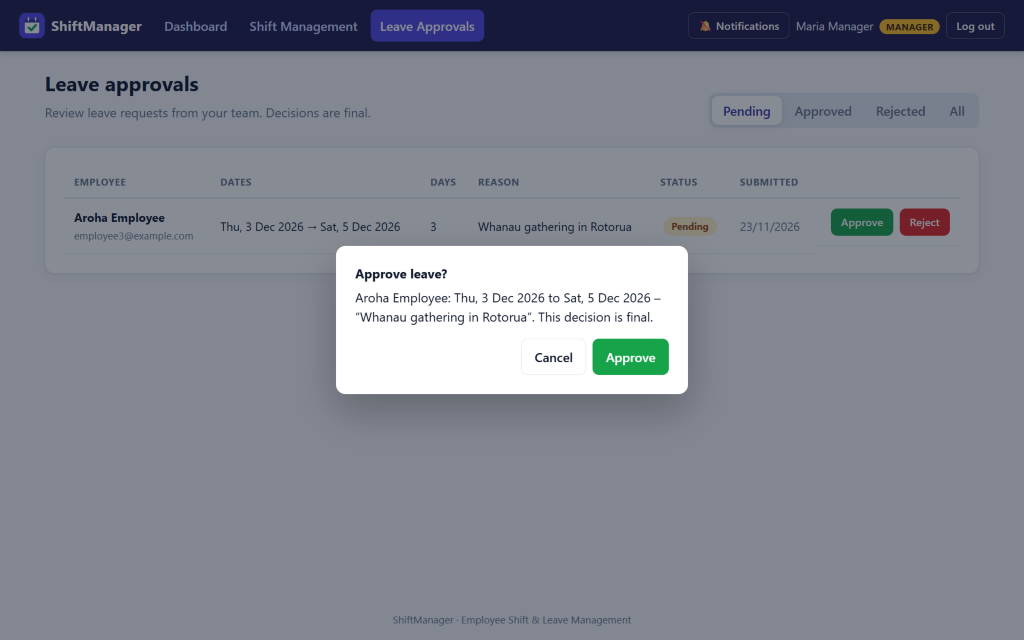 ShiftManager Dashboard Shift Management Leave Approvals Notifications Maria Manager MANAGER Log out
Leave approvals
Review leave requests from your team. Decisions are final.
Pending Approved Rejected All
EMPLOYEE DATES DAYS REASON STATUS SUBMITTED
Aroha Employee
employee3@example.com
Thu, 3 Dec 2026 → Sat, 5 Dec 2026 3 Whanau gathering in Rotorua Pending 23/11/2026 Approve Reject
Approve leave?
Aroha Employee: Thu, 3 Dec 2026 to Sat, 5 Dec 2026 –
“Whanau gathering in Rotorua”. This decision is final.
Cancel Approve
ShiftManager · Employee Shift & Leave Management